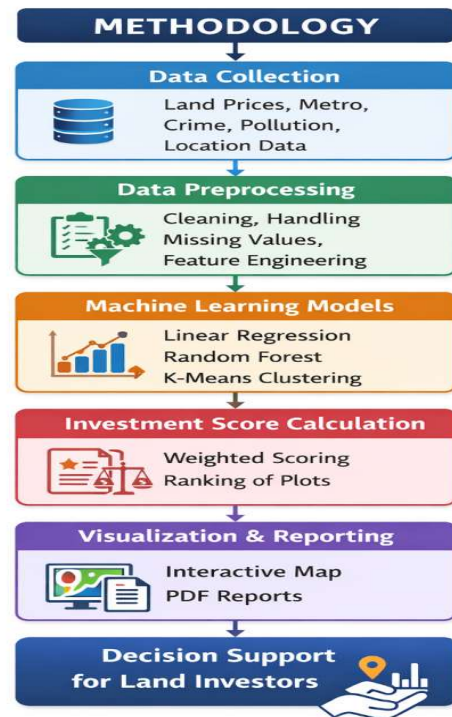 METHODOLOGY
Data Collection
Land Prices, Metro,
Crime, Pollution,
Location Data
Data Preprocessing
Cleaning, Handling
Missing Values,
Feature Engineering
Machine Learning Models
Linear Regression
Random Forest
K-Means Clustering
Investment Score Calculation
Weighted Scoring
Ranking of Plots
Visualization & Reporting
Interactive Map
PDF Reports
Decision Support
for Land Investors